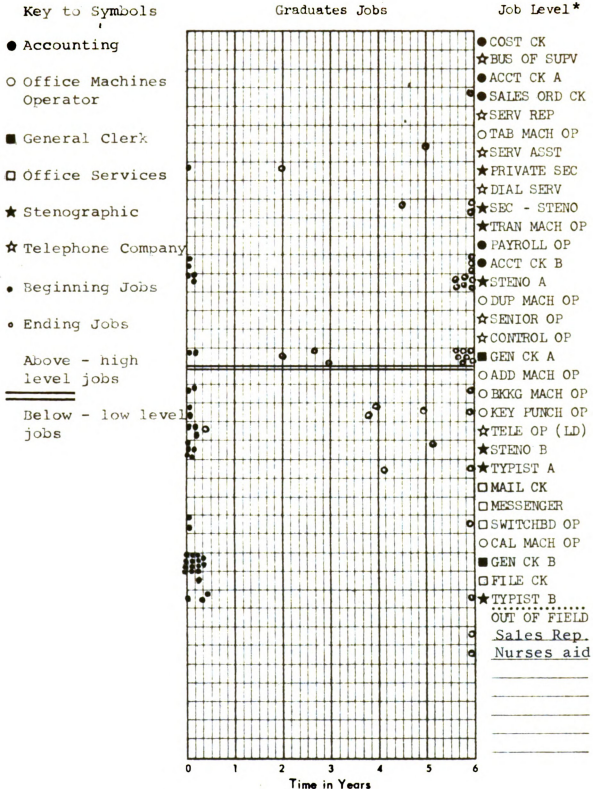 Key to Symbols
Graduates Jobs
Job Level*
Accounting
Office Machines
Operator
General Clerk
Office Services
Stenographic
Telephone Company
Beginning Jobs
Ending Jobs
Above - high
level jobs
Below - low level
jobs
COST CK
BUS OF SUPV
ACCT CK A
SALES ORD CK
SERV REP
TAB MACH OP
SERV ASST
PRIVATE SEC
DIAL SERV
SEC - STENO
TRAN MACH OP
PAYROLL OP
ACCT CK B
STENO A
DUP MACH OP
SENIOR OP
CONTROL OP
GEN CK A
ADD MACH OP
BKKG MACH OP
KEY PUNCH OP
TELE OP (LD)
STENO B
TYPIST A
MAIL CK
MESSENGER
SWITCHBD OP
CAL MACH OP
GEN CK B
FILE CK
TYPIST B
OUT OF FIELD
Sales Rep.
Nurses aid
0 1 2 3 4 5 6
Time in Years